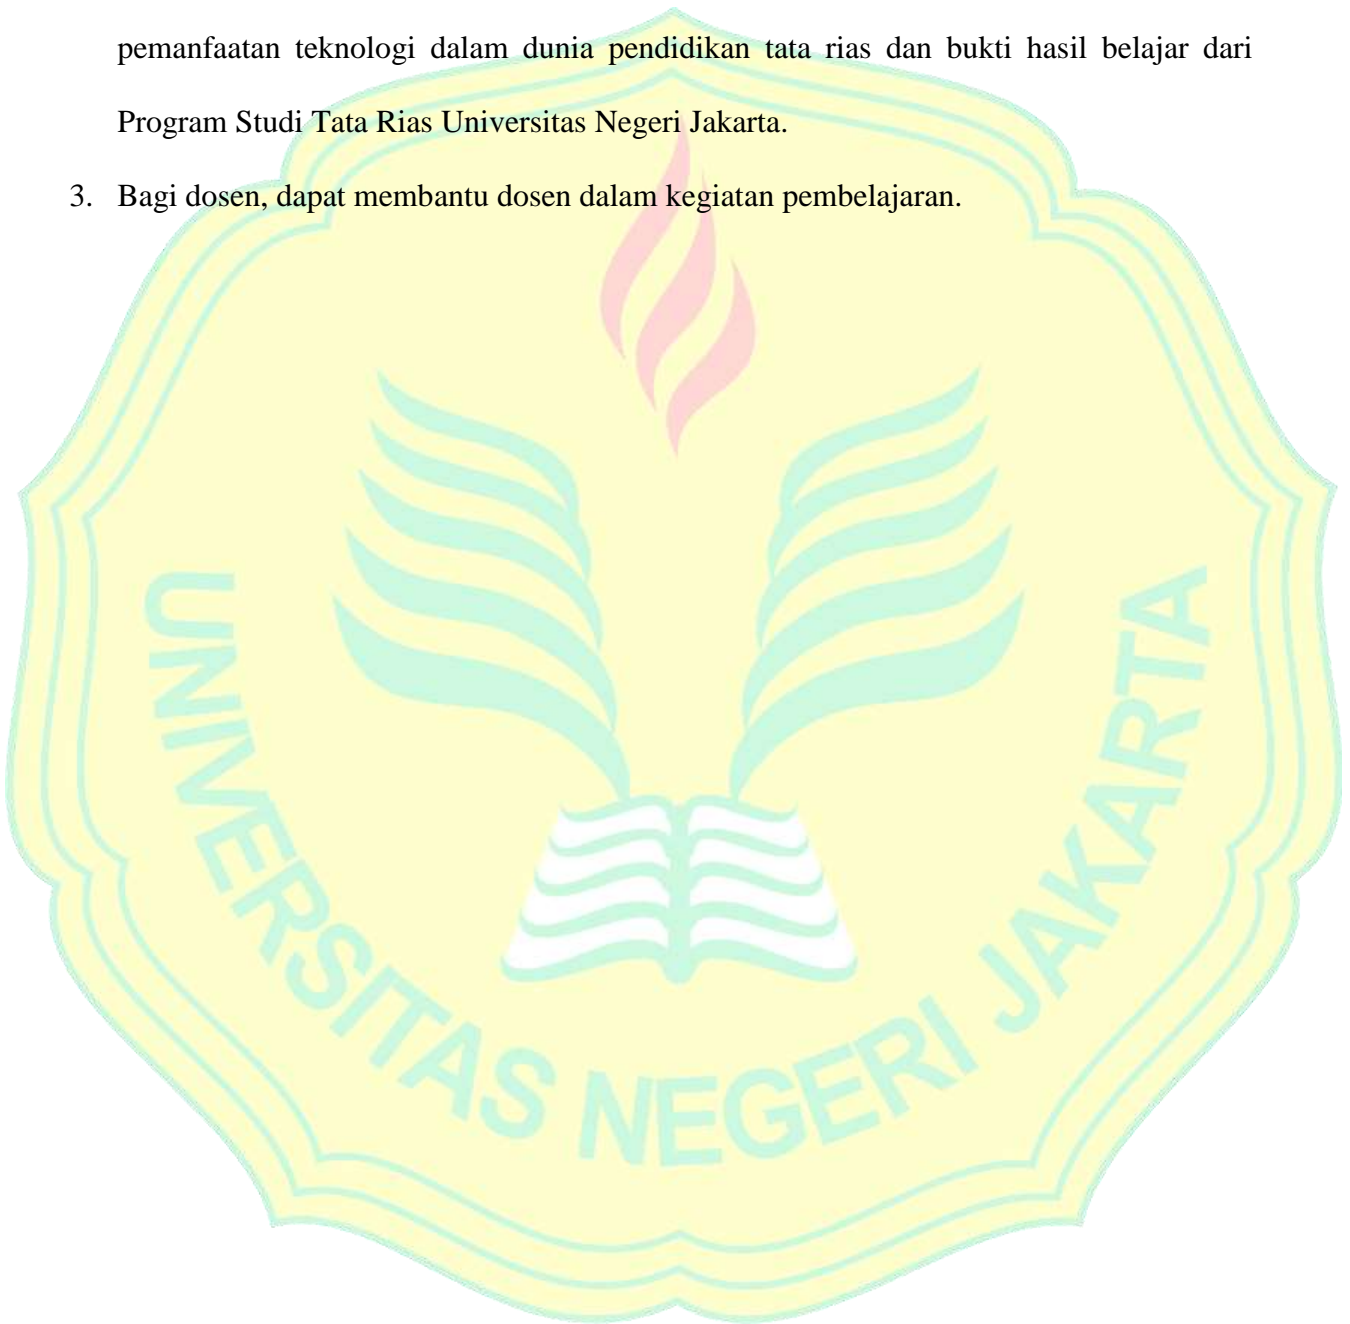 pemanfaatan teknologi dalam dunia pendidikan tata rias dan bukti hasil belajar dari
Program Studi Tata Rias Universitas Negeri Jakarta.
3. Bagi dosen, dapat membantu dosen dalam kegiatan pembelajaran.
UNIVERSITAS NEGERI JAKARTA